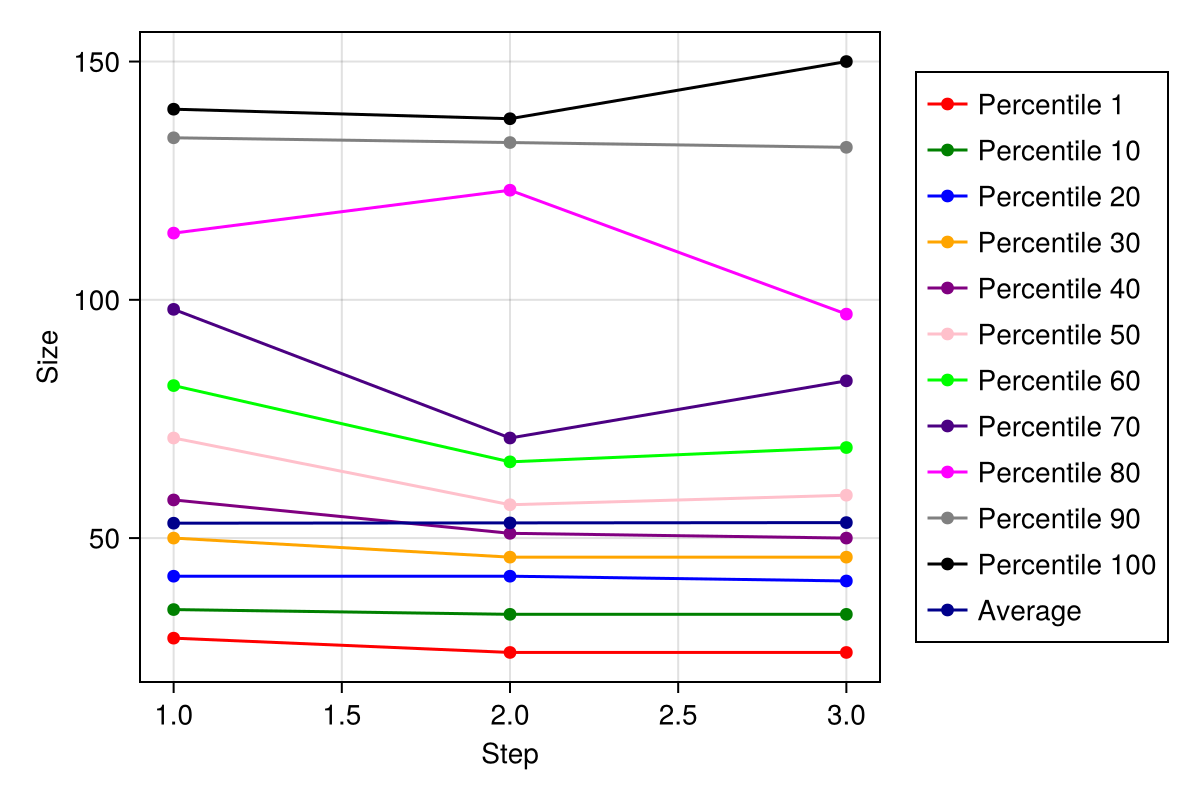 150
100
50
Size
1.0 1.5 2.0 2.5 3.0
Step
Percentile 1
Percentile 10
Percentile 20
Percentile 30
Percentile 40
Percentile 50
Percentile 60
Percentile 70
Percentile 80
Percentile 90
Percentile 100
Average